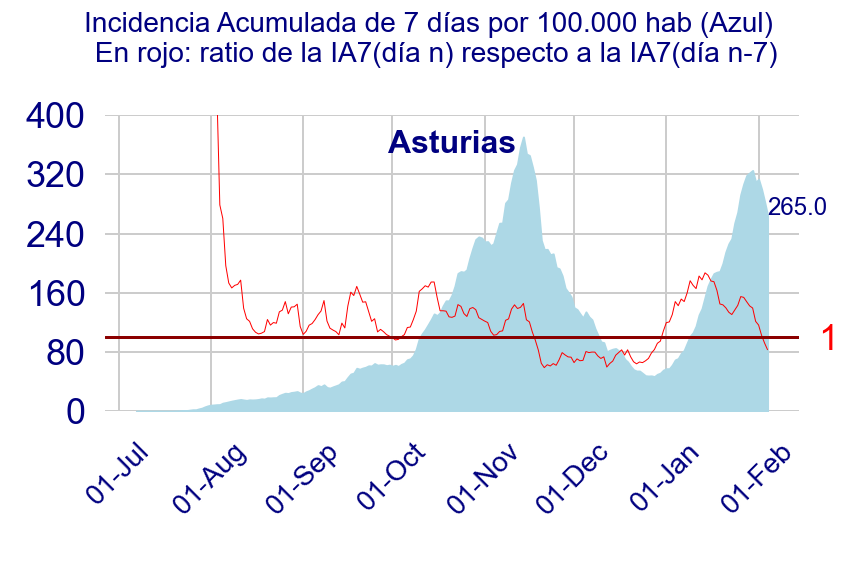 Incidencia Acumulada de 7 días por 100.000 hab (Azul)
En rojo: ratio de la IA7(día n) respecto a la IA7(día n-7)
Asturias
400
320
240
160
80
0
265.0
1
01-Jul
01-Aug
01-Sep
01-Oct
01-Nov
01-Dec
01-Jan
01-Feb